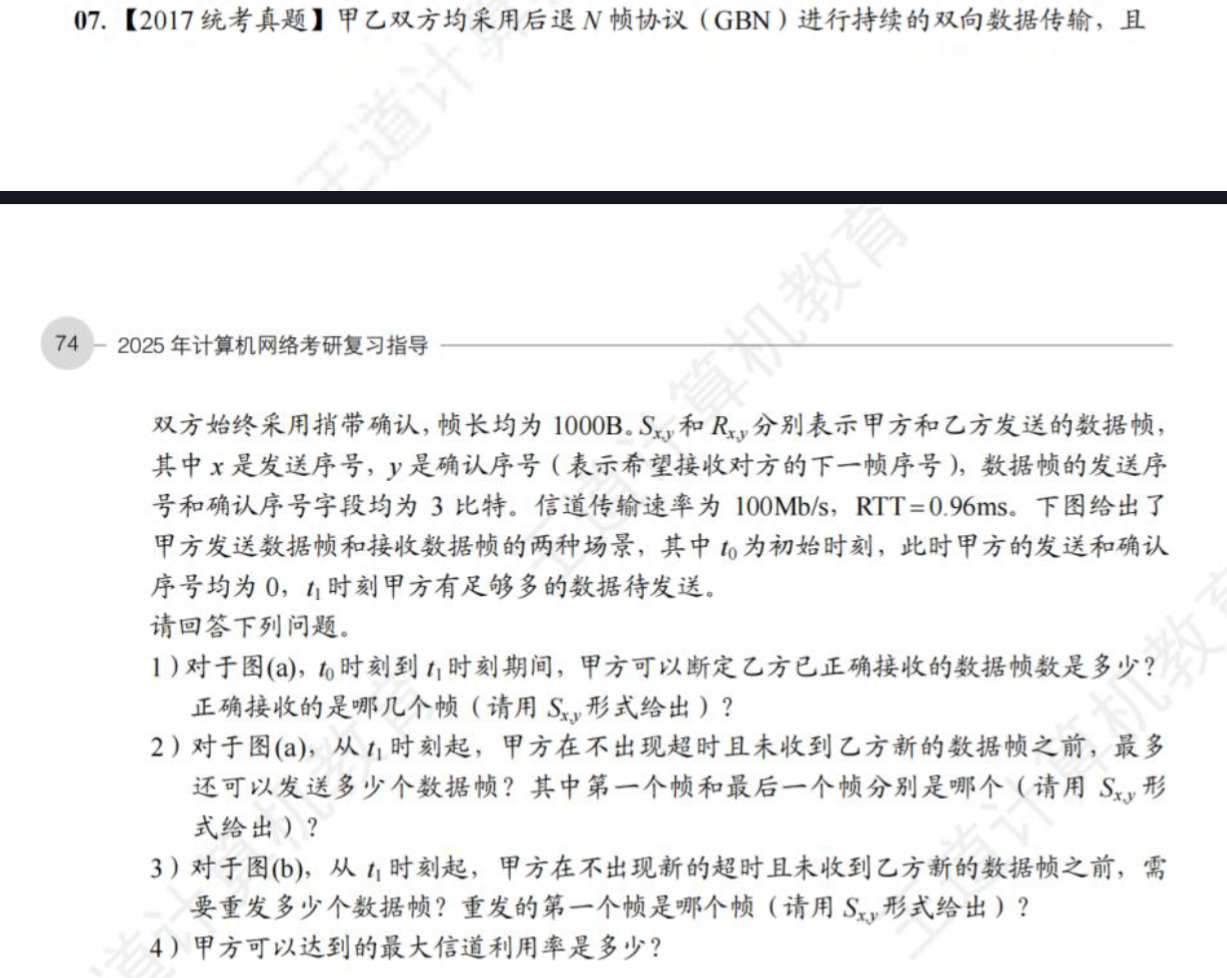 07.【2017 统考真题】甲乙双方均采用后退 N 帧协议（GBN）进行持续的双向数据传输，且
74 2025 年计算机网络考研复习指导
双方始终采用捎带确认，帧长均为 1000B。Sx,y 和 Rx,y 分别表示甲方和乙方发送的数据帧，
其中 x 是发送序号，y 是确认序号（表示希望接收对方的下一帧序号），数据帧的发送序
号和确认序号字段均为 3 比特。信道传输速率为 100Mb/s，RTT=0.96ms。下图给出了
甲方发送数据帧和接收数据帧的两种场景，其中 t0 为初始时刻，此时甲方的发送和确认
序号均为 0，t1 时刻甲方有足够多的数据待发送。
请回答下列问题。
1）对于图(a)，t0 时刻到 t1 时刻期间，甲方可以断定乙方已正确接收的数据帧数是多少？
正确接收的是哪几个帧（请用 Sx,y 形式给出）？
2）对于图(a)，从 t1 时刻起，甲方在不出现超时且未收到乙方新的数据帧之前，最多
还可以发送多少个数据帧？其中第一个帧和最后一个帧分别是哪个（请用 Sx,y 形
式给出）？
3）对于图(b)，从 t1 时刻起，甲方在不出现新的超时且未收到乙方新的数据帧之前，需
要重发多少个数据帧？重发的第一个帧是哪个帧（请用 Sx,y 形式给出）？
4）甲方可以达到的最大信道利用率是多少？
王道计算机教育